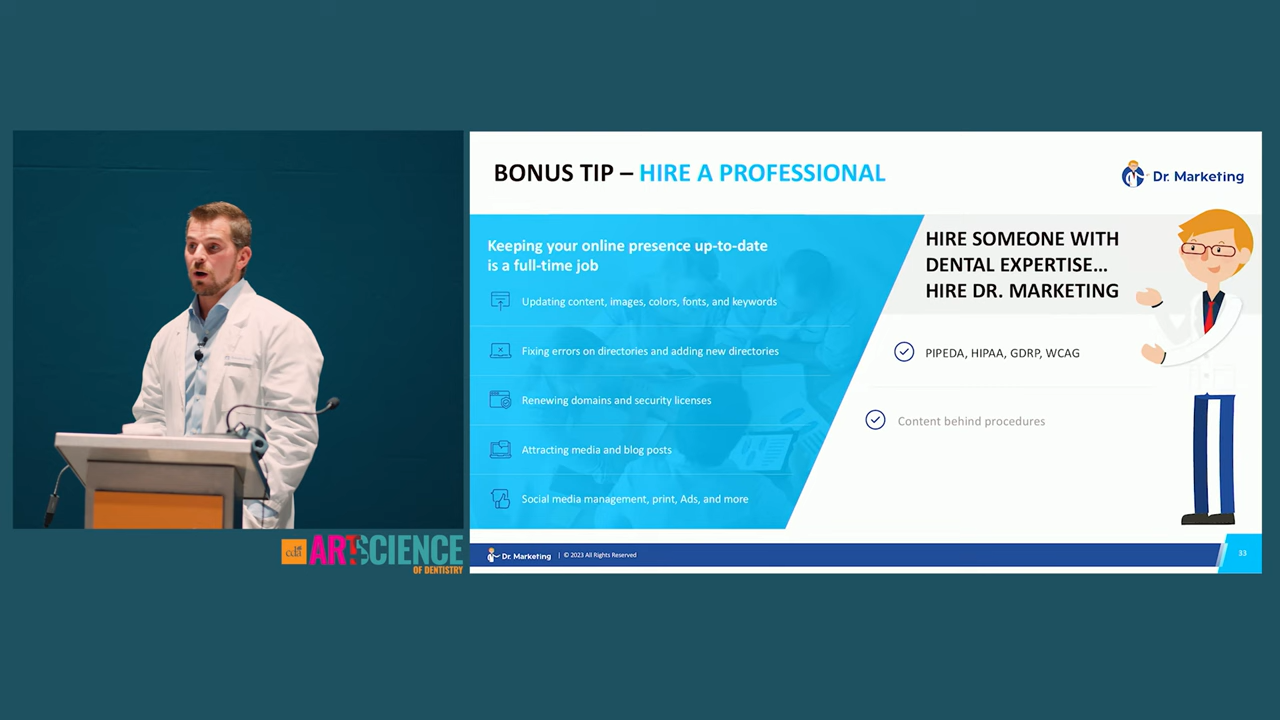 BONUS TIP – HIRE A PROFESSIONAL
Dr. Marketing
Keeping your online presence up-to-date
is a full-time job
Updating content, images, colors, fonts, and keywords
Fixing errors on directories and adding new directories
Renewing domains and security licenses
Attracting media and blog posts
Social media management, print, Ads, and more
HIRE SOMEONE WITH
DENTAL EXPERTISE...
HIRE DR. MARKETING
PIPEDA, HIPAA, GDRP, WCAG
Content behind procedures
cda ART SCIENCE
OF DENTISTRY
Dr. Marketing | © 2023 All Rights Reserved
33